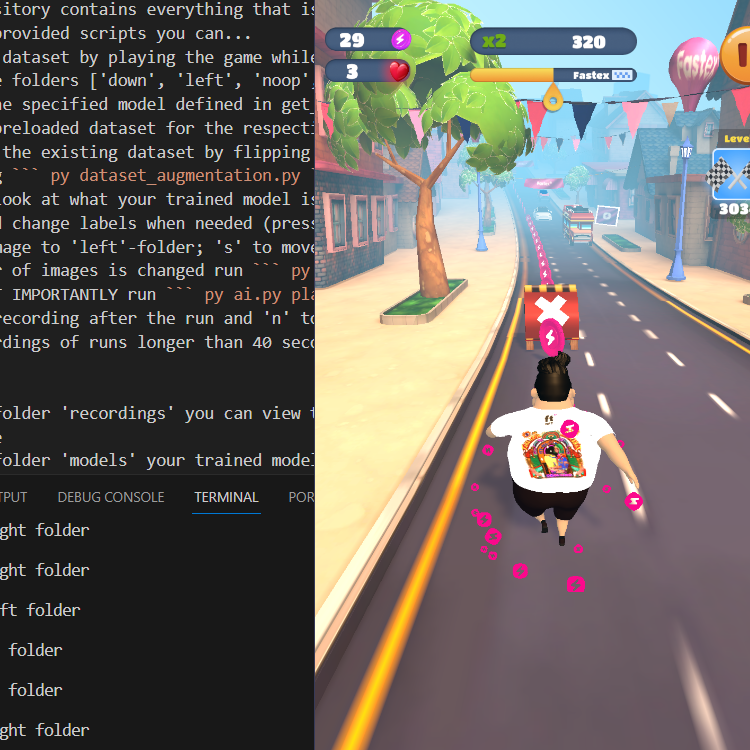 sitory contains everything that is
provided scripts you can...
dataset by playing the game while
e folders ['down', 'left', 'noop'
he specified model defined in get
preloaded dataset for the respecti
the existing dataset by flipping
g ``` py dataset_augmentation.py `
look at what your trained model is
d change labels when needed (press
mage to 'left'-folder; 's' to move
r of images is changed run ``` py
T IMPORTANTLY run ``` py ai.py pla
recording after the run and 'n' to
rdings of runs longer than 40 seco
folder 'recordings' you can view t
e
folder 'models' your trained model
TPUT DEBUG CONSOLE TERMINAL POR
ght folder
ght folder
ft folder
folder
folder
ght folder
29
x2 320
3
Fastex
Fastex
Leve
303